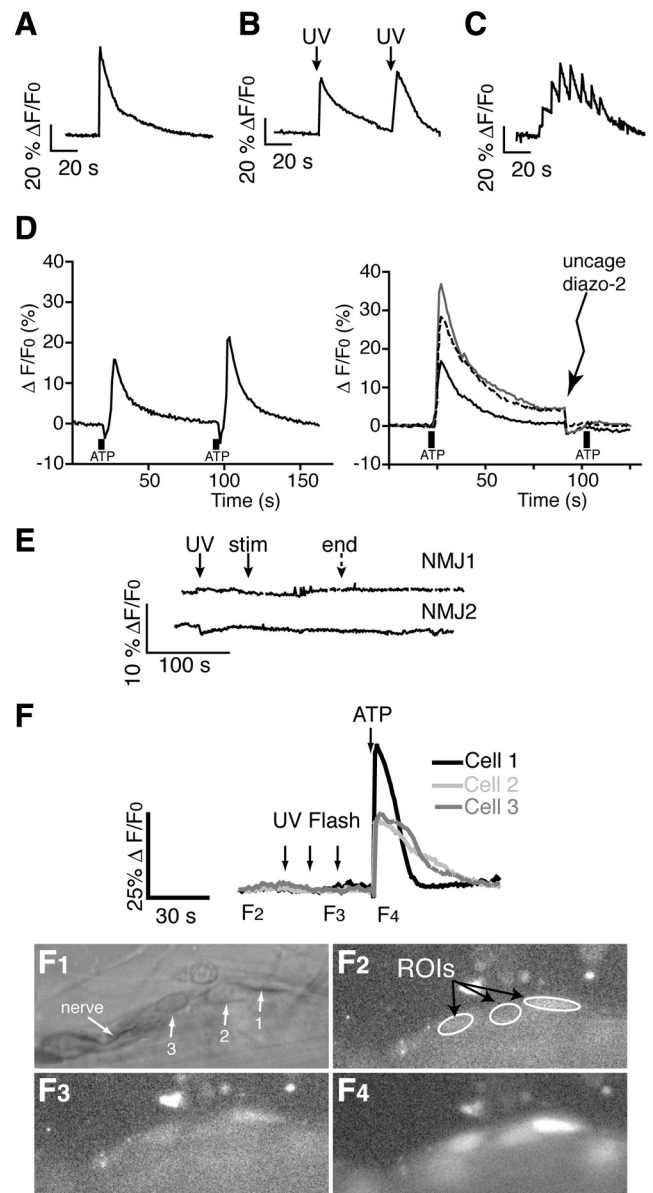 A
20 % ΔF/F0
20 s
B
UV UV
20 % ΔF/F0
20 s
C
20 % ΔF/F0
20 s
D
Δ F/F0 (%)
40
30
20
10
0
-10
ATP ATP
50 100 150
Time (s)
Δ F/F0 (%)
40
30
20
10
0
-10
uncage
diazo-2
ATP ATP
50 100
Time (s)
E
UV stim end
NMJ1
NMJ2
10 % ΔF/F0
100 s
F
ATP
Cell 1
Cell 2
Cell 3
UV Flash
25% Δ F/F0
30 s
F2 F3 F4
F1
nerve
3 2 1
F2
ROIs
F3
F4